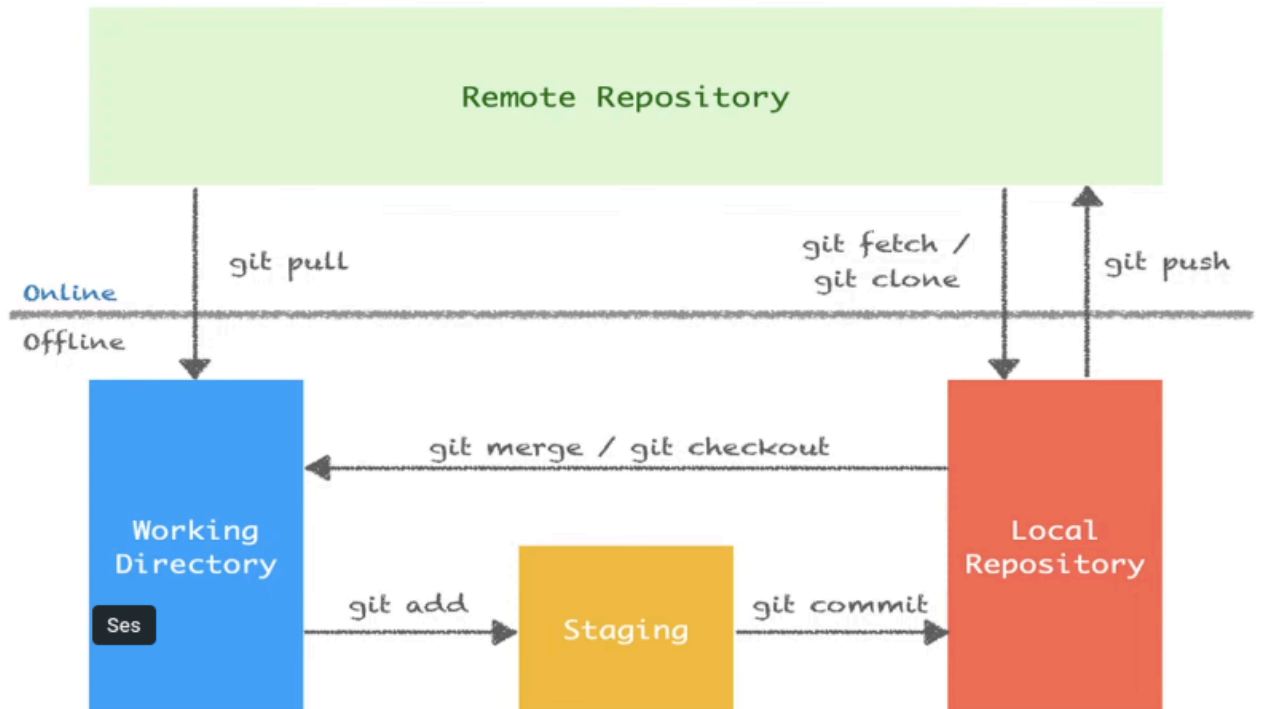 Remote Repository
git pull
git fetch /
git clone
git push
Online
Offline
git merge / git checkout
Working
Directory
Local
Repository
git add
git commit
Ses
Staging